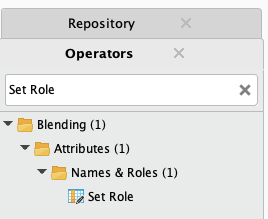 Repository
Operators
Set Role
Blending (1)
Attributes (1)
Names & Roles (1)
Set Role